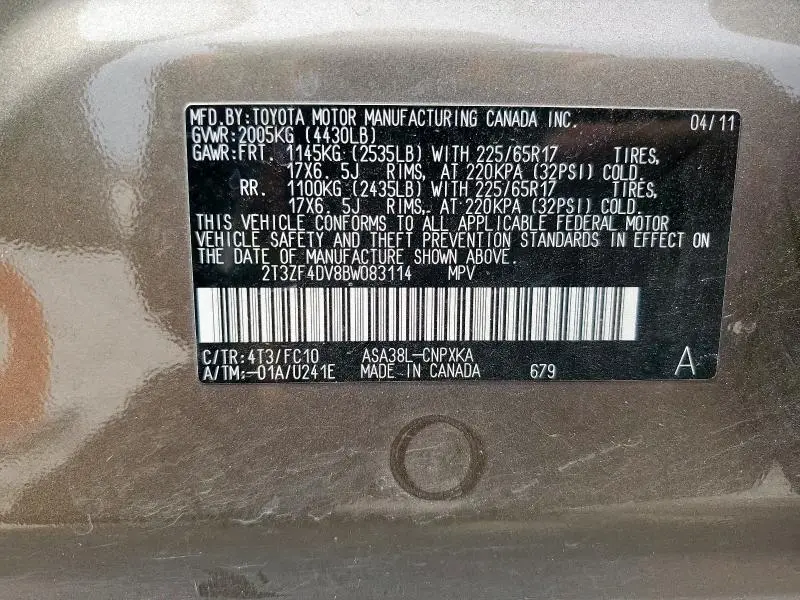 MFD.BY:TOYOTA MOTOR MANUFACTURING CANADA INC. 04/11
GVWR:2005KG (4430LB)
GAWR:FRT. 1145KG (2535LB) WITH 225/65R17 TIRES,
17X6.5J RIMS, AT 220KPA (32PSI) COLD.
RR. 1100KG (2435LB) WITH 225/65R17 TIRES,
17X6.5J RIMS, AT 220KPA (32PSI) COLD.
THIS VEHICLE CONFORMS TO ALL APPLICABLE FEDERAL MOTOR
VEHICLE SAFETY AND THEFT PREVENTION STANDARDS IN EFFECT ON
THE DATE OF MANUFACTURE SHOWN ABOVE.
2T3ZF4DV8BW083114 MPV
C/TR:4T3/FC10 ASA38L-CNPXKA
A/TM:-01A/U241E MADE IN CANADA 679 A